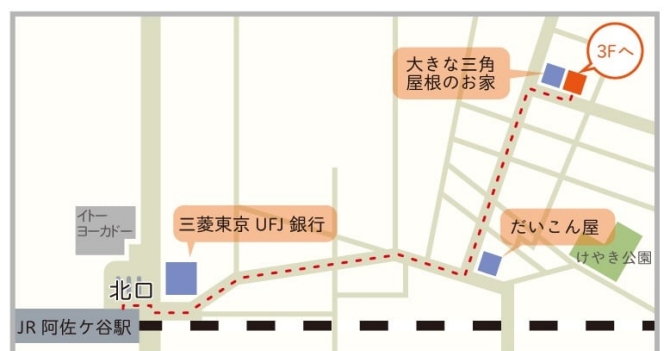 3Fへ
大きな三角
屋根のお家
イトー
ヨーカドー
三菱東京 UFJ 銀行
だいこん屋
けやき公園
北口
JR 阿佐ケ谷駅